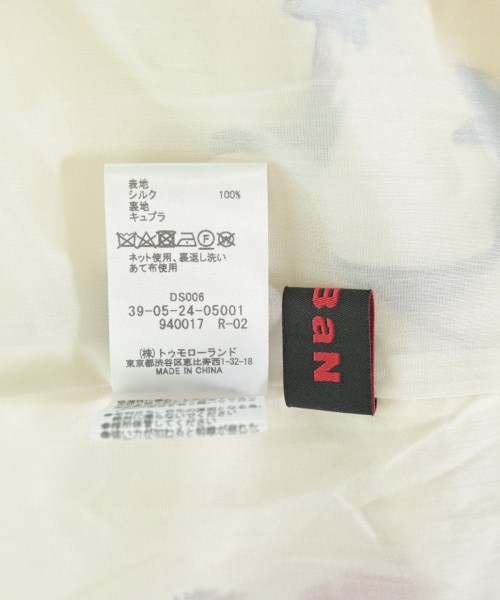 表地
シルク 100%
裏地
キュプラ
ネット使用、裏返し洗い
あて布使用
DS006
39-05-24-05001
940017 R-02
(株)トゥモローランド
東京都渋谷区恵比寿西1-32-18
MADE IN CHINA
BaN